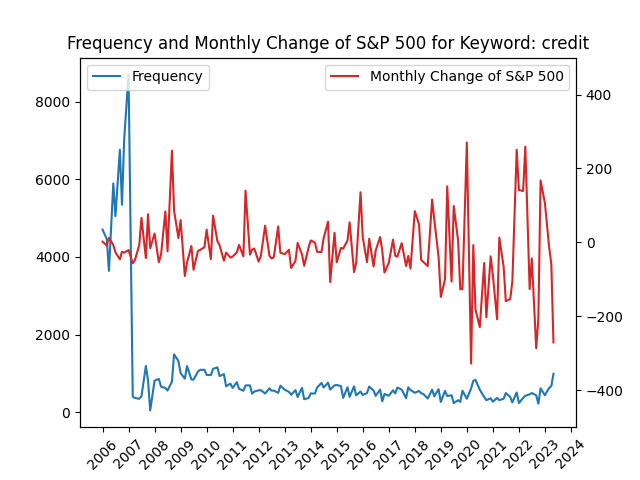 Frequency and Monthly Change of S&P 500 for Keyword: credit
Frequency
Monthly Change of S&P 500
8000
6000
4000
2000
0
400
200
0
−200
−400
2006 2007 2008 2009 2010 2011 2012 2013 2014 2015 2016 2017 2018 2019 2020 2021 2022 2023 2024